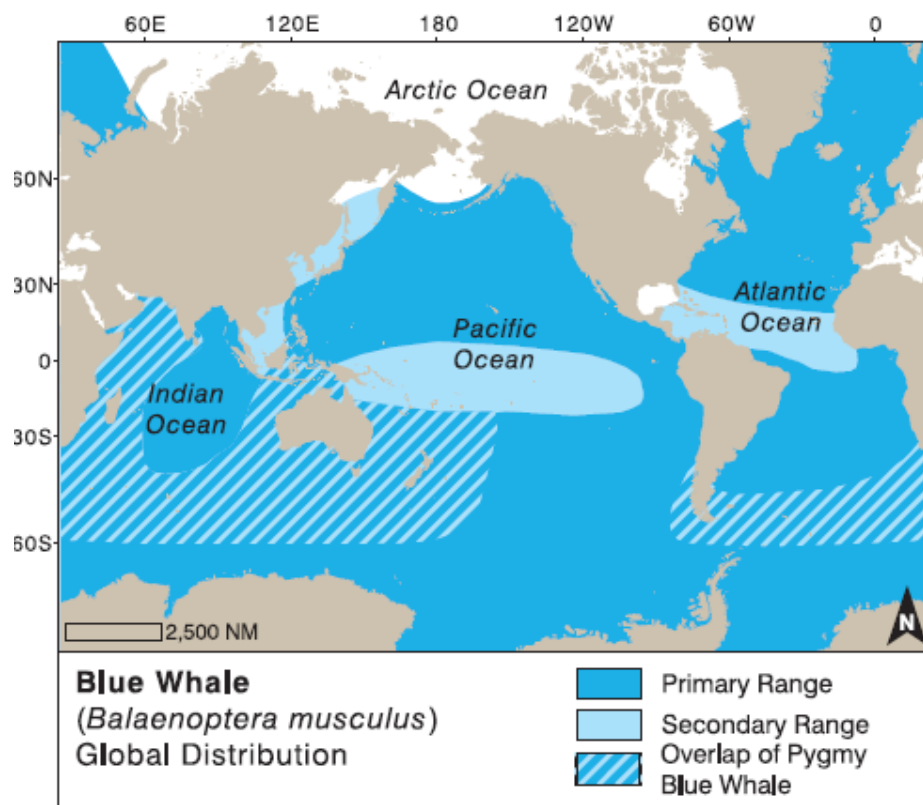 60E 120E 180 120W 60W 0
Arctic Ocean
60N
30N
Atlantic
Ocean
Pacific
Ocean
0
Indian
Ocean
30S
60S
N
2,500 NM
Blue Whale
(Balaenoptera musculus)
Global Distribution
Primary Range
Secondary Range
Overlap of Pygmy
Blue Whale